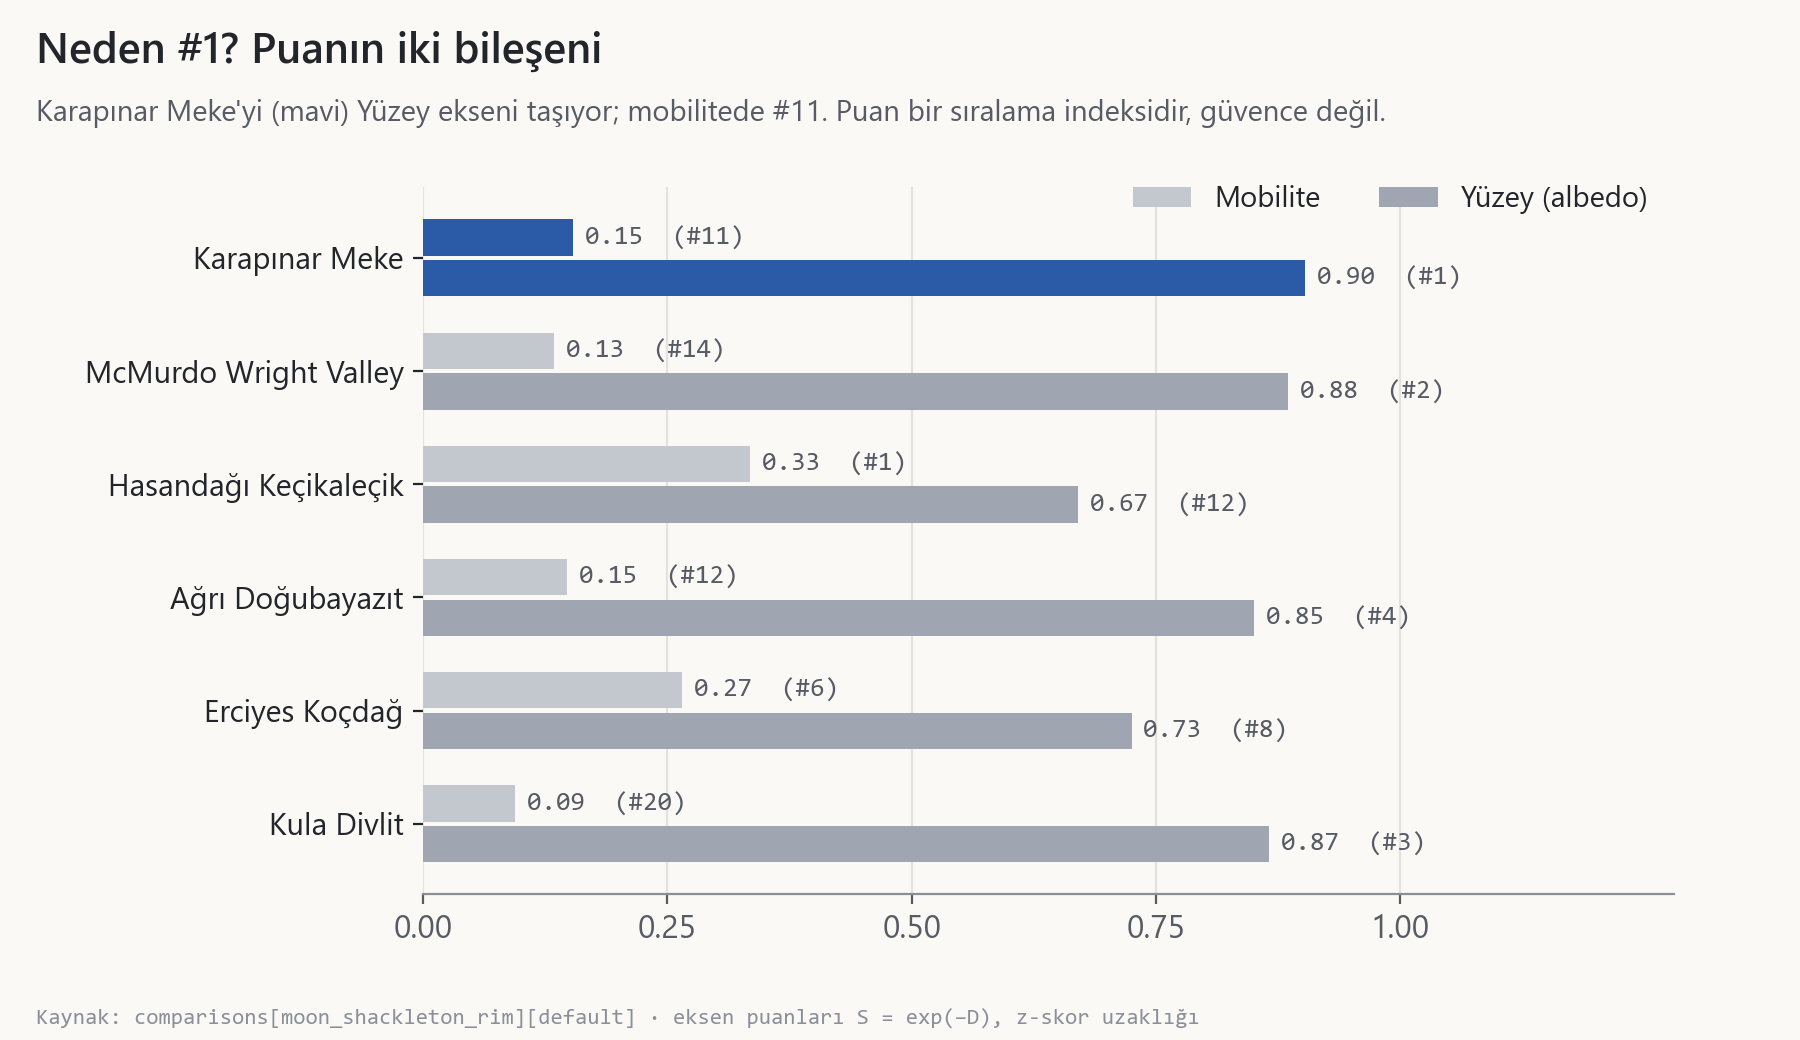 Neden #1? Puanın iki bileşeni
Karapınar Meke'yi (mavi) Yüzey ekseni taşıyor; mobilitede #11. Puan bir sıralama indeksidir, güvence değil.
Mobilite Yüzey (albedo)
Karapınar Meke
0.15 (#11)
0.90 (#1)
McMurdo Wright Valley
0.13 (#14)
0.88 (#2)
Hasandağı Keçikaleçik
0.33 (#1)
0.67 (#12)
Ağrı Doğubayazıt
0.15 (#12)
0.85 (#4)
Erciyes Koçdağ
0.27 (#6)
0.73 (#8)
Kula Divlit
0.09 (#20)
0.87 (#3)
0.00 0.25 0.50 0.75 1.00
Kaynak: comparisons[moon_shackleton_rim][default] · eksen puanları S = exp(−D), z-skor uzaklığı